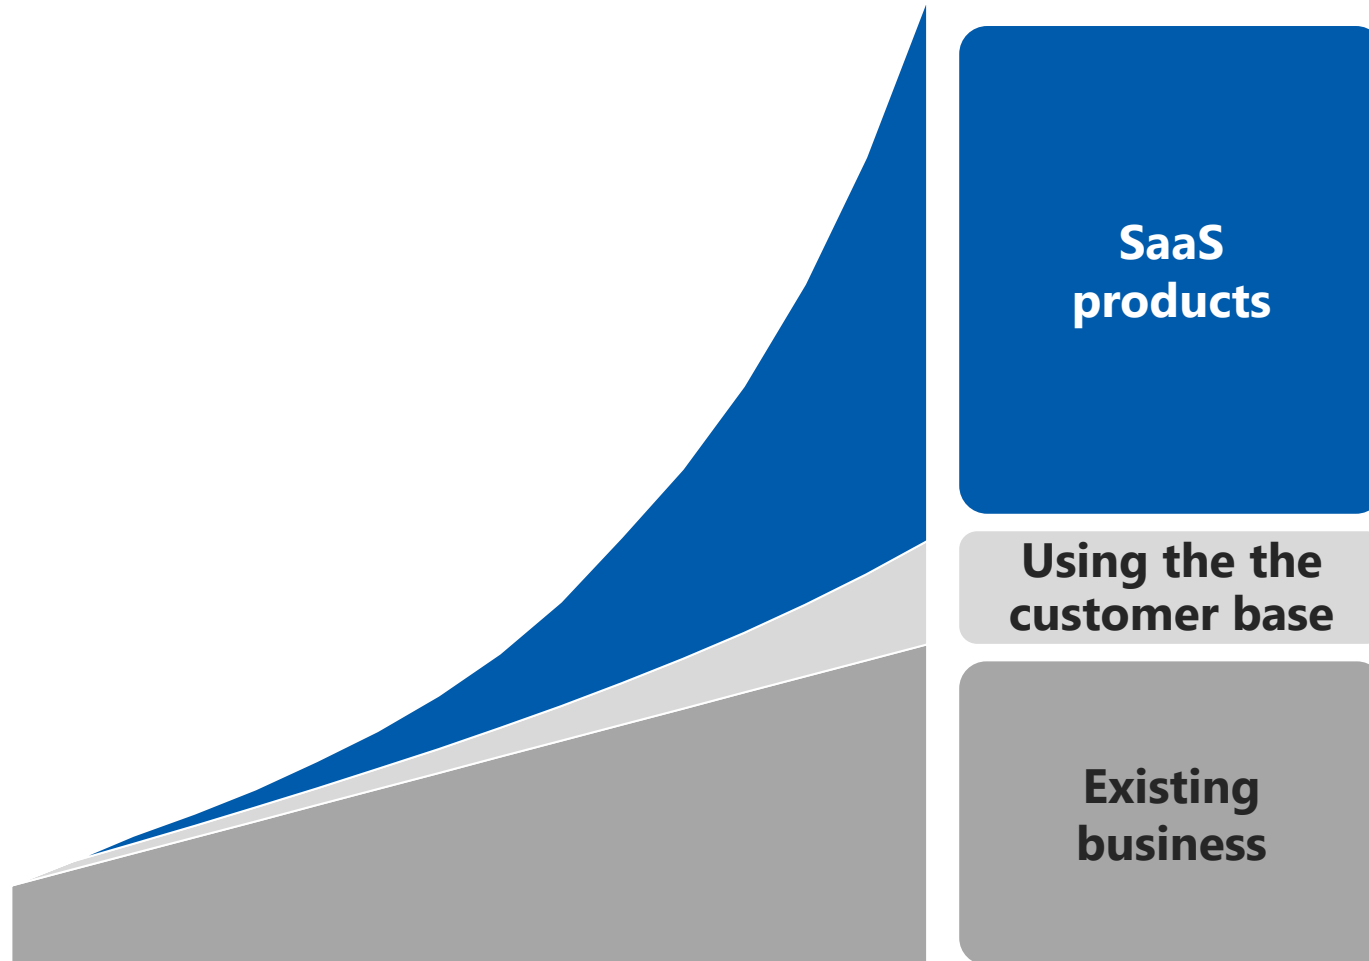 SaaS
products
Using the the
customer base
Existing
business